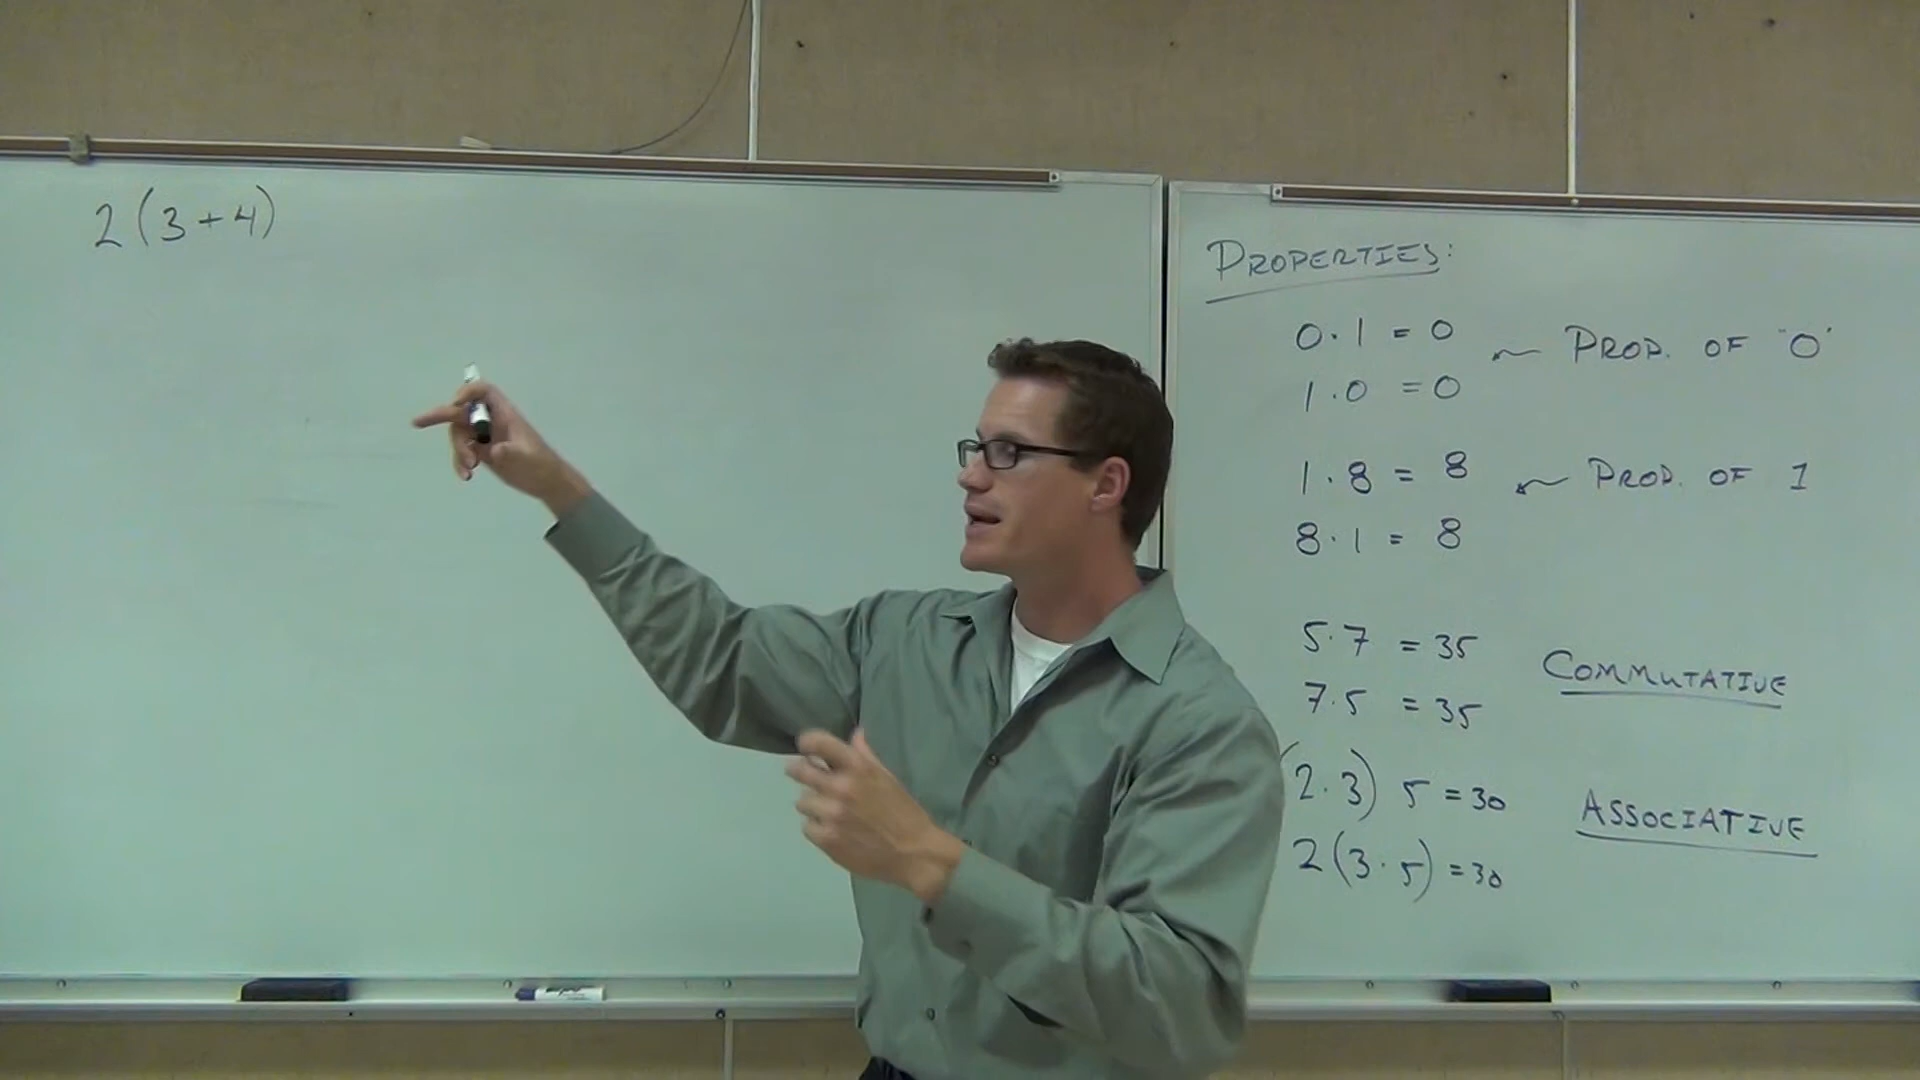 2(3+4)
PROPERTIES:
0·1 = 0
PROP. OF "0"
1·0 = 0
1·8 = 8
PROP. OF 1
8·1 = 8
5·7 = 35
COMMUTATIVE
7·5 = 35
(2·3) 5 = 30
ASSOCIATIVE
2(3·5) = 30